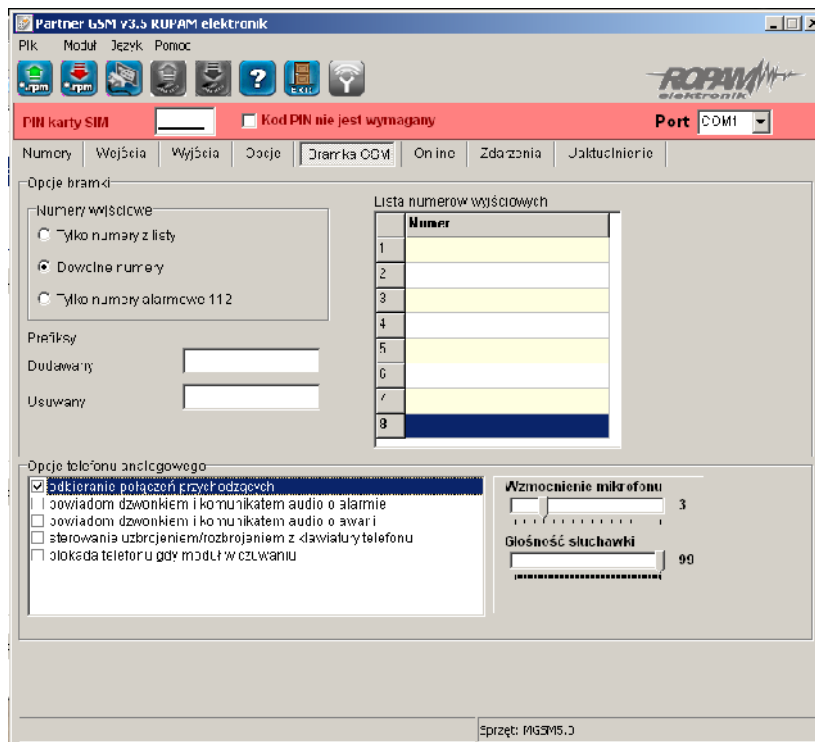 Partner GSM v3.5 ROPAM elektronik
Plik Moduł Język Pomoc
.rpm .rpm ? EXIT
ROPAM elektronik
PIN karty SIM Kod PIN nie jest wymagany Port COM1
Numery Wejścia Wyjścia Opcje Bramka GSM Online Zdarzenia Uaktualnienie
Opcje bramki
Numery wyjściowe
Tylko numery z listy
Dowolne numery
Tylko numery alarmowe 112
Prefiksy
Dodawany
Usuwany
Lista numerów wyjściowych
Numer
1
2
3
4
5
6
7
8
Opcje telefonu analogowego
odbieranie połączeń przychodzących
powiadom dzwonkiem i komunikatem audio o alarmie
powiadom dzwonkiem i komunikatem audio o awarii
sterowanie uzbrojeniem/rozbrojeniem z klawiatury telefonu
blokada telefonu gdy moduł w czuwaniu
Wzmocnienie mikrofonu
3
Głośność słuchawki
99
Sprzęt: MGSM5.0